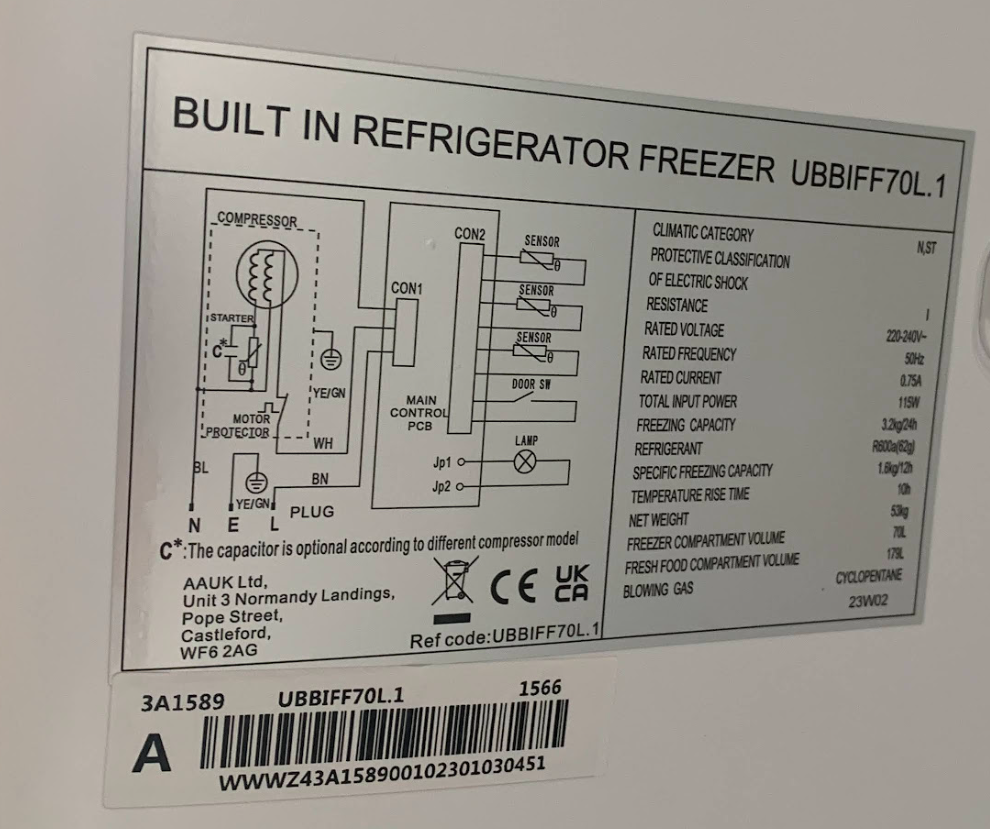 BUILT IN REFRIGERATOR FREEZER UBBIFF70L.1
COMPRESSOR
STARTER
C*
θ
MOTOR
PROTECTOR
YE/GN
WH
BL
BN
YE/GN
N E L PLUG
CON1
CON2
MAIN
CONTROL
PCB
SENSOR
θ
SENSOR
θ
SENSOR
θ
DOOR SW
LAMP
Jp1
Jp2
C*:The capacitor is optional according to different compressor model
AAUK Ltd,
Unit 3 Normandy Landings,
Pope Street,
Castleford,
WF6 2AG
CE
UK
CA
Ref code:UBBIFF70L.1
CLIMATIC CATEGORY N,ST
PROTECTIVE CLASSIFICATION
OF ELECTRIC SHOCK
RESISTANCE I
RATED VOLTAGE 220-240V~
RATED FREQUENCY 50Hz
RATED CURRENT 0.75A
TOTAL INPUT POWER 115W
FREEZING CAPACITY 3.2kg/24h
REFRIGERANT R600a(62g)
SPECIFIC FREEZING CAPACITY 1.6kg/12h
TEMPERATURE RISE TIME 10h
NET WEIGHT 53kg
FREEZER COMPARTMENT VOLUME 70L
FRESH FOOD COMPARTMENT VOLUME 179L
BLOWING GAS CYCLOPENTANE
23W02
3A1589 UBBIFF70L.1 1566
A
WWWZ43A158900102301030451